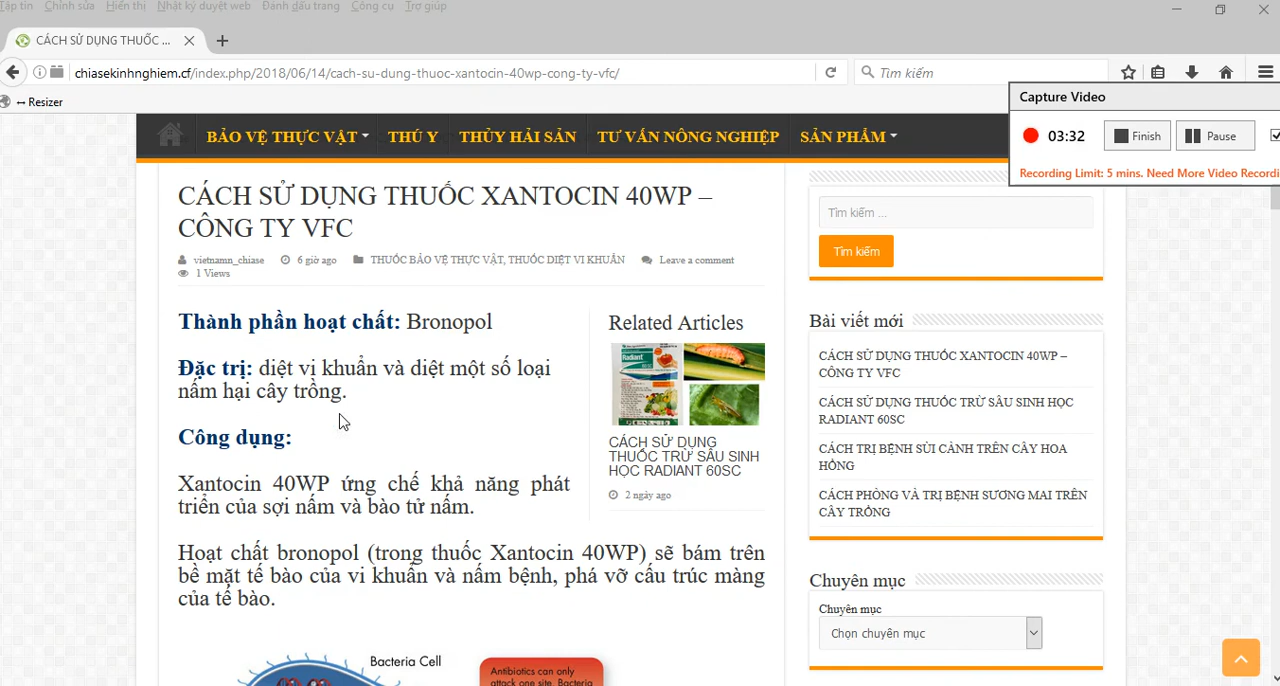 Tập tin Chỉnh sửa Hiển thị Nhật ký duyệt web Đánh dấu trang Công cụ Trợ giúp
CÁCH SỬ DỤNG THUỐC ...
chiasekinhnghiem.cf/index.php/2018/06/14/cach-su-dung-thuoc-xantocin-40wp-cong-ty-vfc/
Tìm kiếm
↔ Resizer
Capture Video
03:32
Finish
Pause
Recording Limit: 5 mins. Need More Video Recordi
BẢO VỆ THỰC VẬT
THÚ Y
THỦY HẢI SẢN
TƯ VẤN NÔNG NGHIỆP
SẢN PHẨM
CÁCH SỬ DỤNG THUỐC XANTOCIN 40WP –
CÔNG TY VFC
vietnamn_chiase 6 giờ ago THUỐC BẢO VỆ THỰC VẬT, THUỐC DIỆT VI KHUẨN Leave a comment
1 Views
Thành phần hoạt chất: Bronopol
Đặc trị: diệt vi khuẩn và diệt một số loại
nấm hại cây trồng.
Công dụng:
Xantocin 40WP ứng chế khả năng phát
triển của sợi nấm và bào tử nấm.
Hoạt chất bronopol (trong thuốc Xantocin 40WP) sẽ bám trên
bề mặt tế bào của vi khuẩn và nấm bệnh, phá vỡ cấu trúc màng
của tế bào.
Bacteria Cell
Antibiotics can only
attack one site. Bacteria
Related Articles
CÁCH SỬ DỤNG
THUỐC TRỪ SÂU SINH
HỌC RADIANT 60SC
2 ngày ago
Tìm kiếm ...
Tìm kiếm
Bài viết mới
CÁCH SỬ DỤNG THUỐC XANTOCIN 40WP –
CÔNG TY VFC
CÁCH SỬ DỤNG THUỐC TRỪ SÂU SINH HỌC
RADIANT 60SC
CÁCH TRỊ BỆNH SÙI CÀNH TRÊN CÂY HOA
HỒNG
CÁCH PHÒNG VÀ TRỊ BỆNH SƯƠNG MAI TRÊN
CÂY TRỒNG
Chuyên mục
Chuyên mục
Chọn chuyên mục